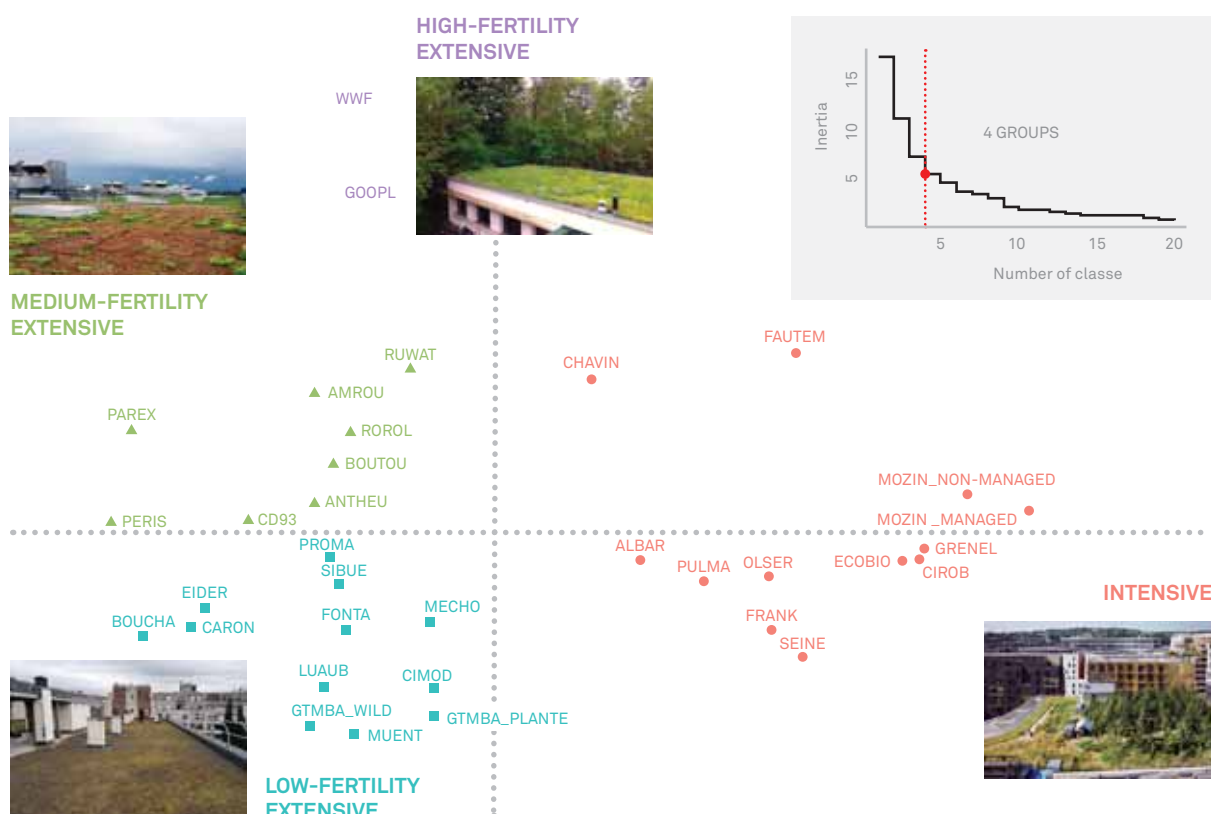 HIGH-FERTILITY
EXTENSIVE
WWF
GOOPL
15
10
5
Inertia
4 GROUPS
5
10
15
20
Number of classe
MEDIUM-FERTILITY
EXTENSIVE
RUWAT
AMROU
PAREX
ROROL
BOUTOU
ANTHEU
PERIS
CD93
CHAVIN
FAUTEM
MOZIN_NON-MANAGED
MOZIN _MANAGED
PROMA
SIBUE
EIDER
BOUCHA
CARON
FONTA
MECHO
LUAUB
CIMOD
GTMBA_WILD
GTMBA_PLANTE
MUENT
LOW-FERTILITY
EXTENSIVE
ALBAR
PULMA
OLSER
ECOBIO
GRENEL
CIROB
FRANK
SEINE
INTENSIVE